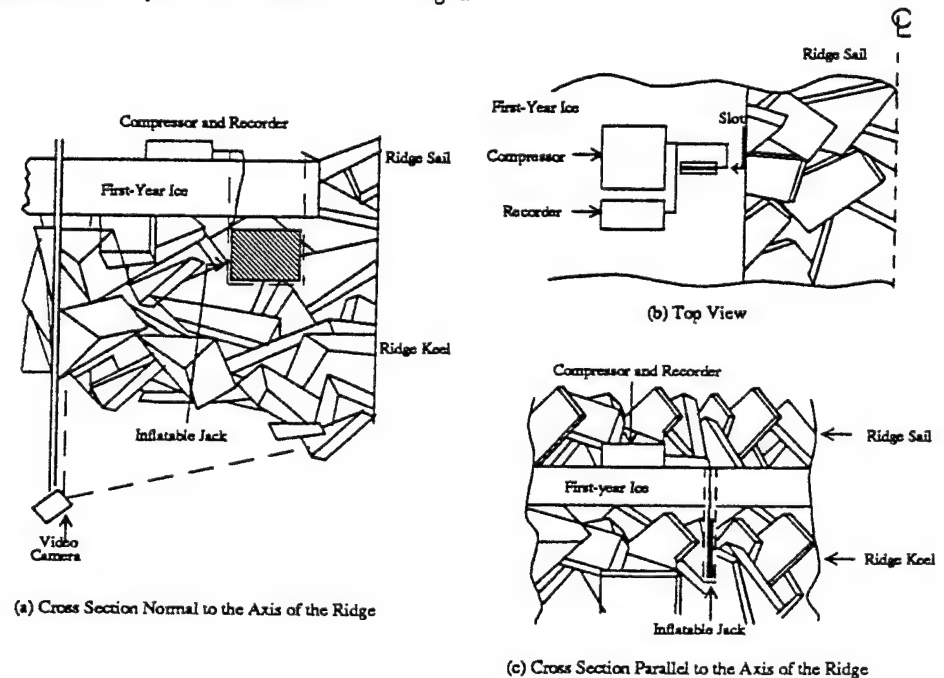 Compressor and Recorder
Ridge Sail
First-Year Ice
Ridge Keel
Inflatable Jack
Video
Camera
(a) Cross Section Normal to the Axis of the Ridge
℄
Ridge Sail
First-Year Ice
Slot
Compressor
Recorder
(b) Top View
Compressor and Recorder
Ridge Sail
First-year Ice
Ridge Keel
Inflatable Jack
(c) Cross Section Parallel to the Axis of the Ridge